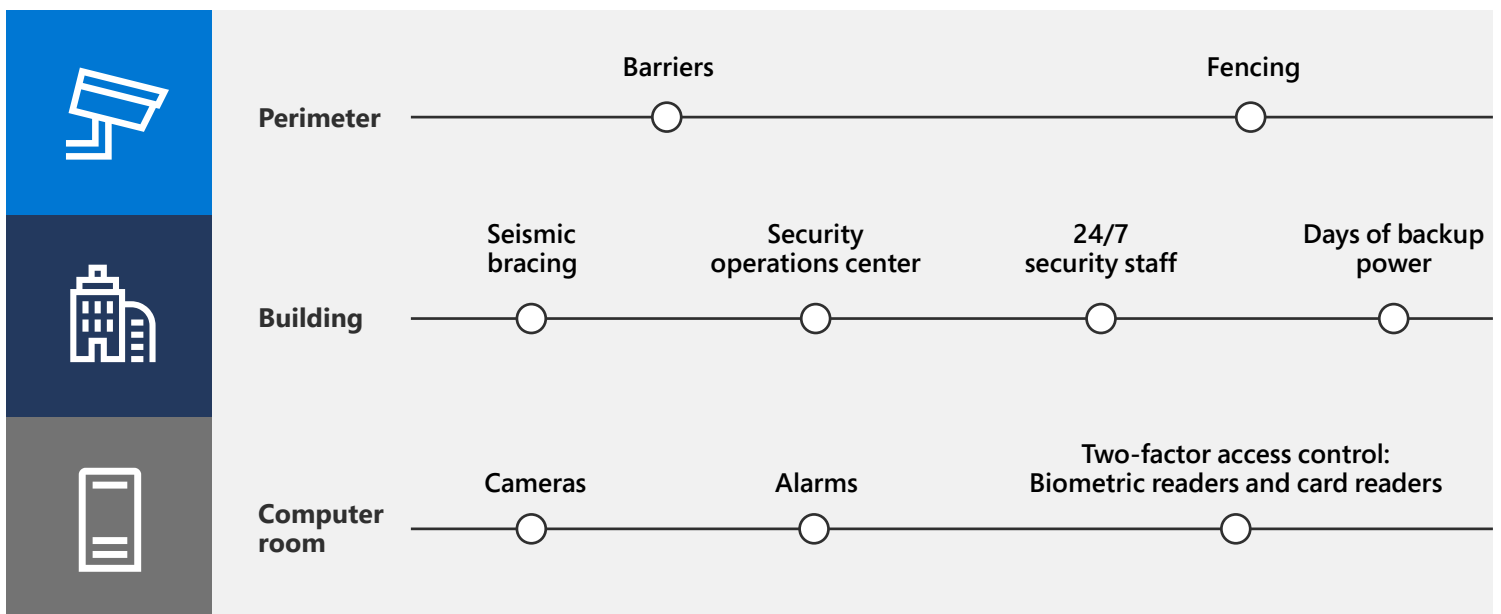 Barriers
Fencing
Perimeter
Seismic
bracing
Security
operations center
24/7
security staff
Days of backup
power
Building
Cameras
Alarms
Two-factor access control:
Biometric readers and card readers
Computer
room